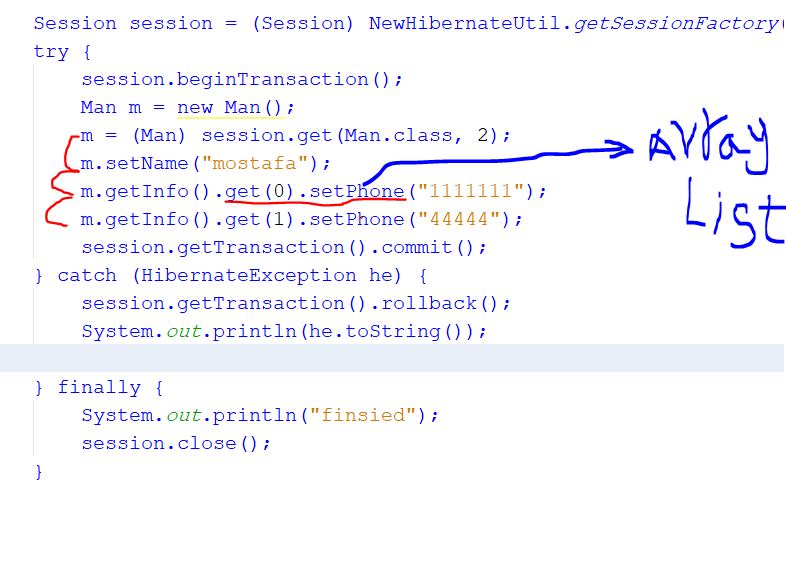 Session session = (Session) NewHibernateUtil.getSessionFactory(
try {
session.beginTransaction();
Man m = new Man();
m = (Man) session.get(Man.class, 2);
m.setName("mostafa");
m.getInfo().get(0).setPhone("1111111");
m.getInfo().get(1).setPhone("44444");
session.getTransaction().commit();
} catch (HibernateException he) {
session.getTransaction().rollback();
System.out.println(he.toString());
} finally {
System.out.println("finsied");
session.close();
}
Array
List